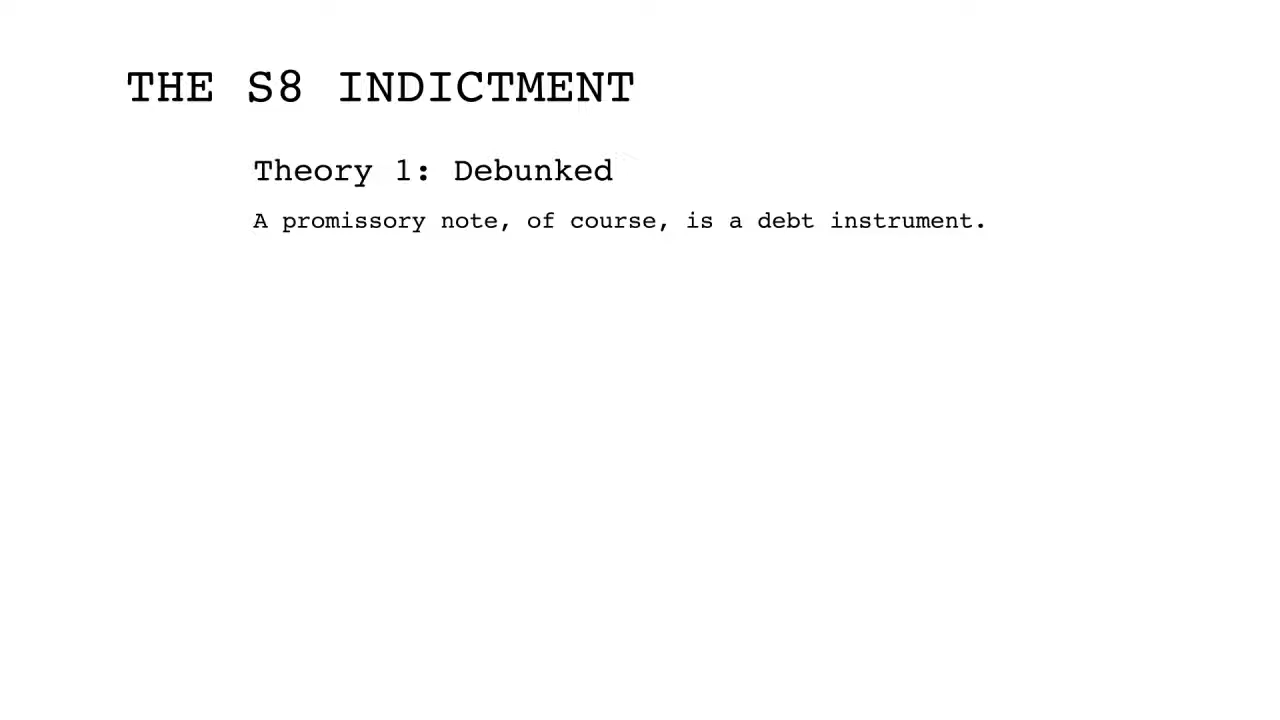 THE S8 INDICTMENT
Theory 1: Debunked
A promissory note, of course, is a debt instrument.